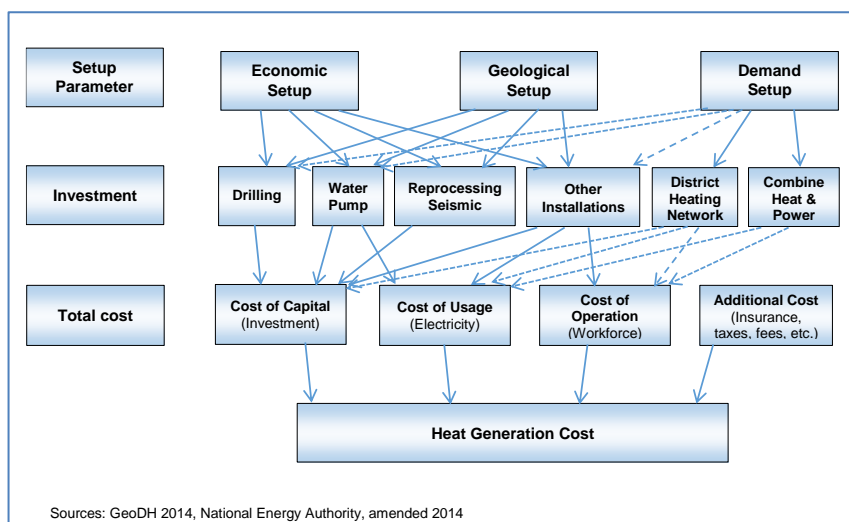 Setup
Parameter
Economic
Setup
Geological
Setup
Demand
Setup
Investment
Drilling
Water
Pump
Reprocessing
Seismic
Other
Installations
District
Heating
Network
Combine
Heat &
Power
Total cost
Cost of Capital
(Investment)
Cost of Usage
(Electricity)
Cost of
Operation
(Workforce)
Additional Cost
(Insurance,
taxes, fees, etc.)
Heat Generation Cost
Sources: GeoDH 2014, National Energy Authority, amended 2014